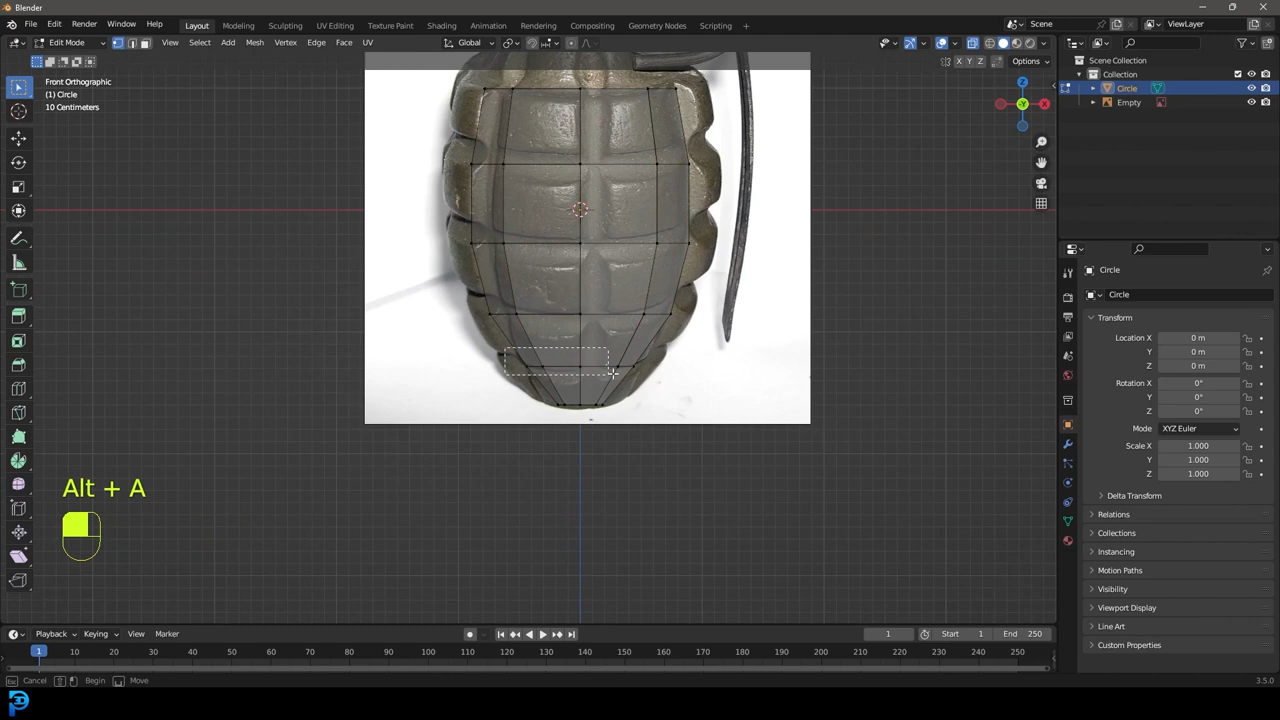 Blender
File Edit Render Window Help
Layout Modeling Sculpting UV Editing Texture Paint Shading Animation Rendering Compositing Geometry Nodes Scripting
Scene
ViewLayer
Edit Mode
View Select Add Mesh Vertex Edge Face UV
Global
X Y Z
Options
Front Orthographic
(1) Circle
10 Centimeters
Z
X
-Y
Scene Collection
Collection
Circle
Empty
Circle
Circle
Transform
Location X 0 m
Y 0 m
Z 0 m
Rotation X 0°
Y 0°
Z 0°
Mode XYZ Euler
Scale X 1.000
Y 1.000
Z 1.000
Delta Transform
Relations
Collections
Instancing
Motion Paths
Visibility
Viewport Display
Line Art
Custom Properties
Alt + A
Playback Keying View Marker
1
Start 1
End 250
1 10 20 30 40 50 60 70 80 90 100 110 120 130 140 150 160 170 180 190 200 210 220 230 240 250
Esc Cancel
Begin
Move
3.5.0